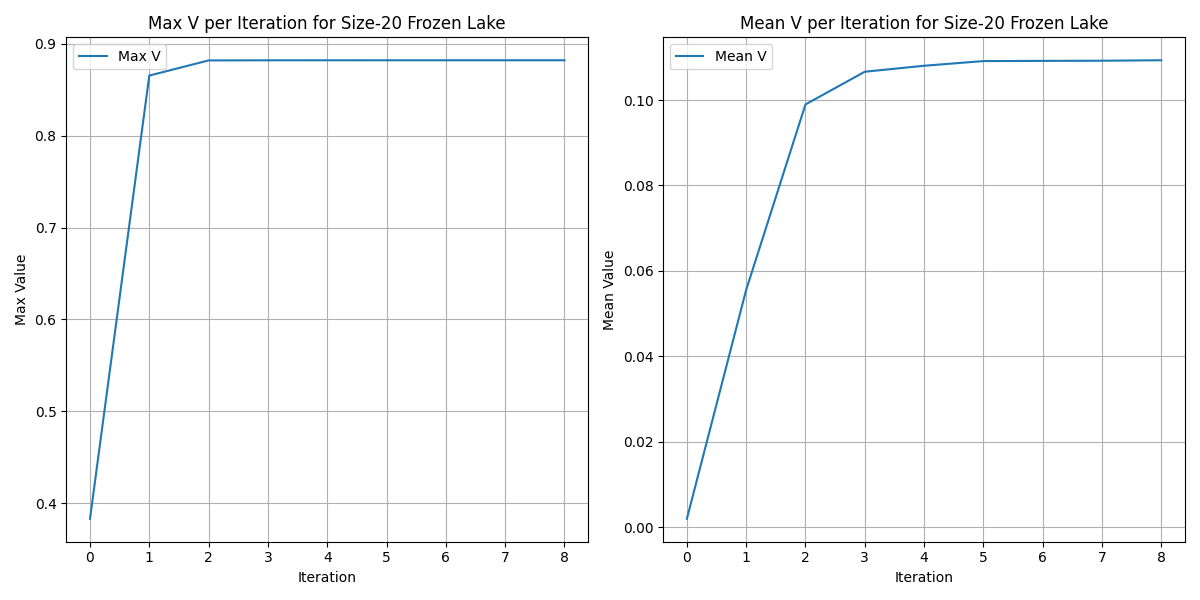 Max V per Iteration for Size-20 Frozen Lake
Max V
0.9
0.8
0.7
0.6
0.5
0.4
Max Value
0 1 2 3 4 5 6 7 8
Iteration
Mean V per Iteration for Size-20 Frozen Lake
Mean V
0.10
0.08
0.06
0.04
0.02
0.00
Mean Value
0 1 2 3 4 5 6 7 8
Iteration